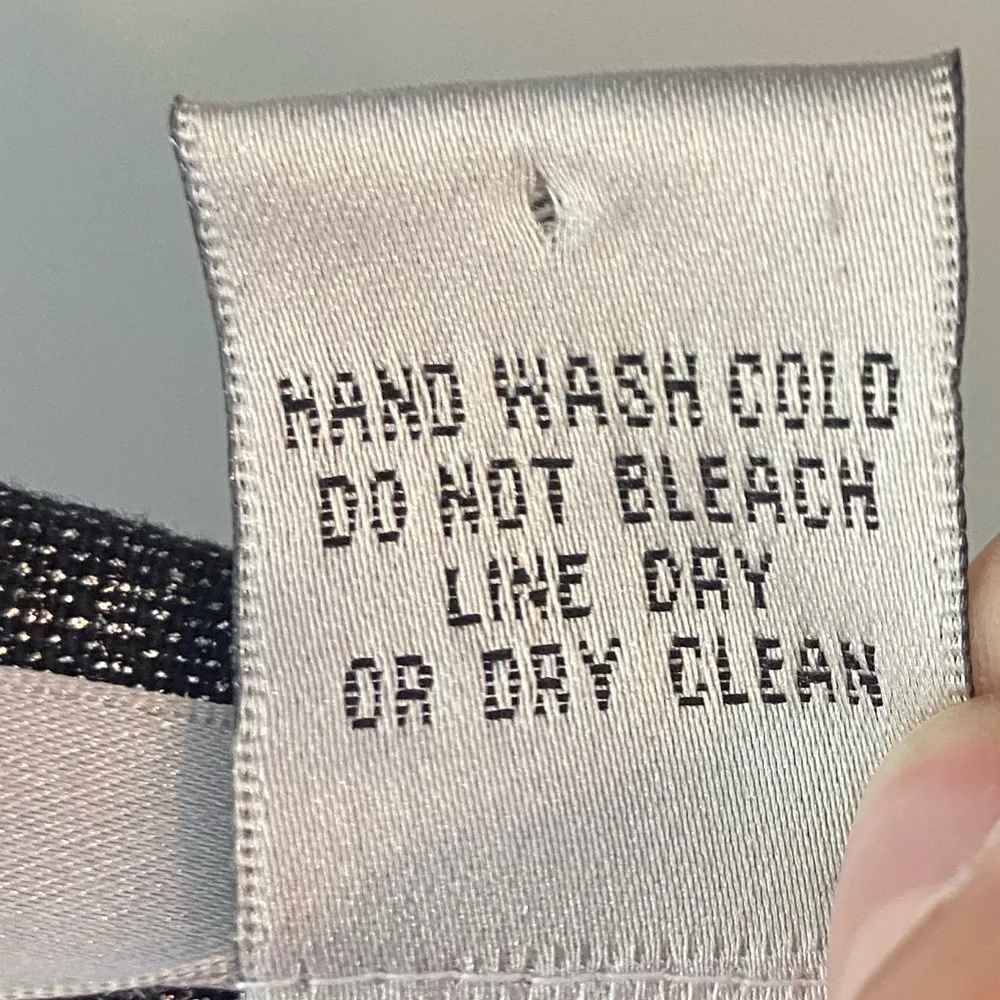 HAND WASH COLD
DO NOT BLEACH
LINE DRY
OR DRY CLEAN